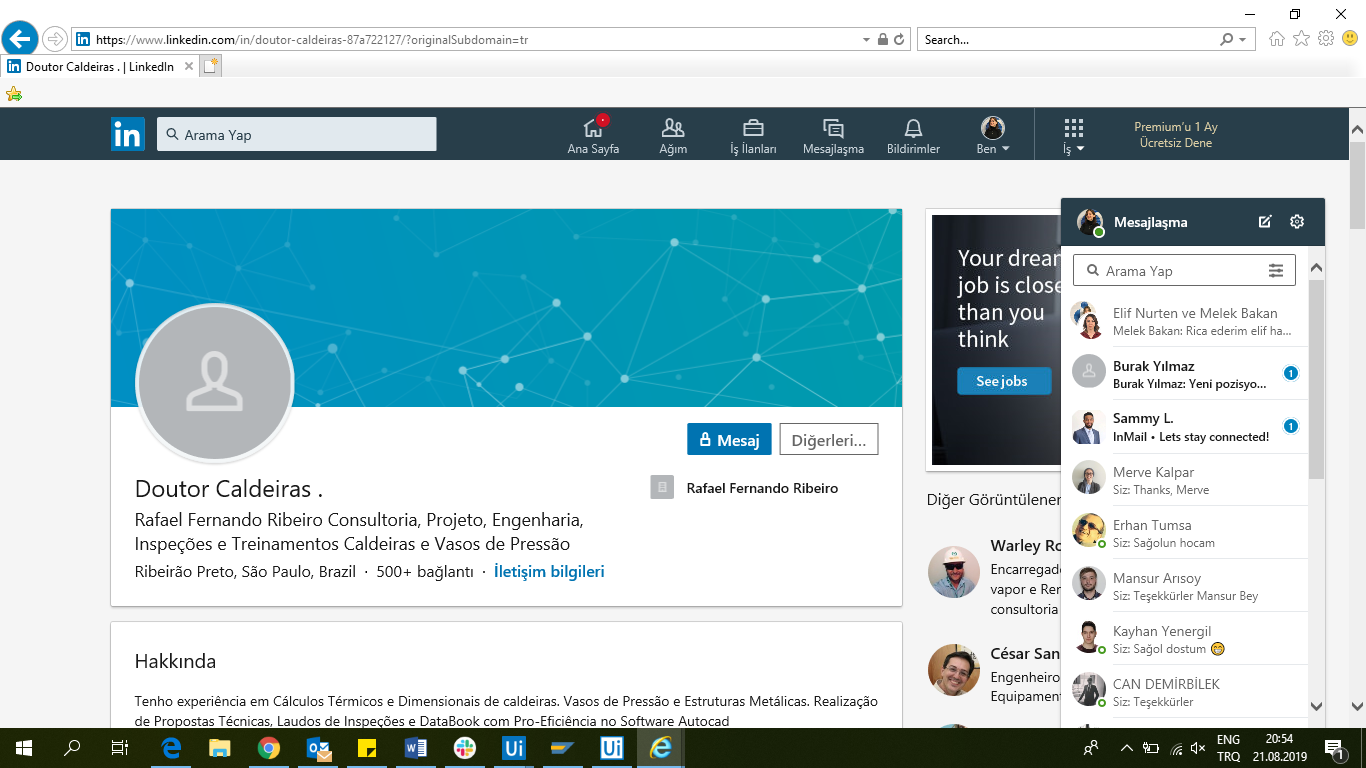 https://www.linkedin.com/in/doutor-caldeiras-87a722127/?originalSubdomain=tr
Search...
Doutor Caldeiras . | LinkedIn
in
Arama Yap
Ana Sayfa
Ağım
İş İlanları
Mesajlaşma
Bildirimler
Ben
İş
Premium'u 1 Ay
Ücretsiz Dene
Mesaj
Diğerleri...
Doutor Caldeiras .
Rafael Fernando Ribeiro Consultoria, Projeto, Engenharia,
Inspeções e Treinamentos Caldeiras e Vasos de Pressão
Ribeirão Preto, São Paulo, Brazil · 500+ bağlantı · İletişim bilgileri
Rafael Fernando Ribeiro
Hakkında
Tenho experiência em Cálculos Térmicos e Dimensionais de caldeiras. Vasos de Pressão e Estruturas Metálicas. Realização
de Propostas Técnicas, Laudos de Inspeções e DataBook com Pro-Eficiência no Software Autocad
Your drear
job is close
than you
think
See jobs
Diğer Görüntülener
Warley Ro
Encarregado
vapor e Rer
consultoria
César San
Engenheiro
Equipament
Mesajlaşma
Arama Yap
Elif Nurten ve Melek Bakan
Melek Bakan: Rica ederim elif ha...
Burak Yılmaz
Burak Yılmaz: Yeni pozisyo...
1
Sammy L.
InMail • Lets stay connected!
1
Merve Kalpar
Siz: Thanks, Merve
Erhan Tumsa
Siz: Sağolun hocam
Mansur Arısoy
Siz: Teşekkürler Mansur Bey
Kayhan Yenergil
Siz: Sağol dostum 😁
CAN DEMİRBİLEK
Siz: Teşekkürler
Ui
Ui
ENG
TRQ
20:54
21.08.2019
1